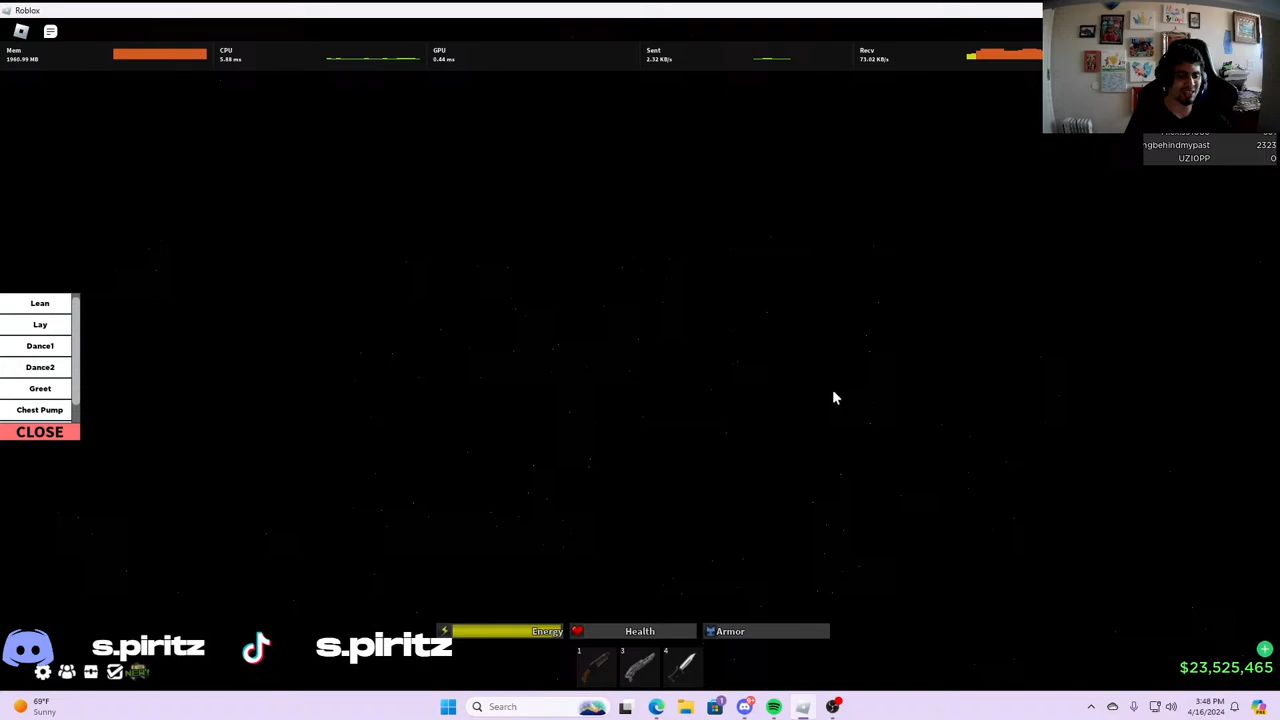 Roblox
Mem
1960.99 MB
CPU
5.88 ms
GPU
0.44 ms
Sent
2.32 KB/s
Recv
73.02 KB/s
ngbehindmypast 2323
UZI0PP 0
Lean
Lay
Dance1
Dance2
Greet
Chest Pump
CLOSE
Energy
Health
Armor
1
3
4
s.piritz
s.piritz
NEW!
$23,525,465
69°F
Sunny
Search
3:48 PM
4/16/2024